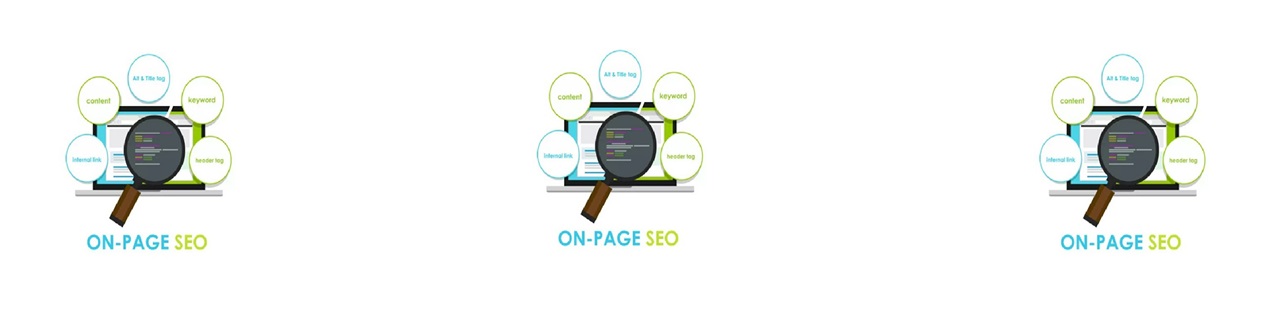 Alt & Title tag
content
keyword
Internal link
header tag
ON-PAGE SEO
Alt & Title tag
content
keyword
Internal link
header tag
ON-PAGE SEO
Alt & Title tag
content
keyword
Internal link
header tag
ON-PAGE SEO